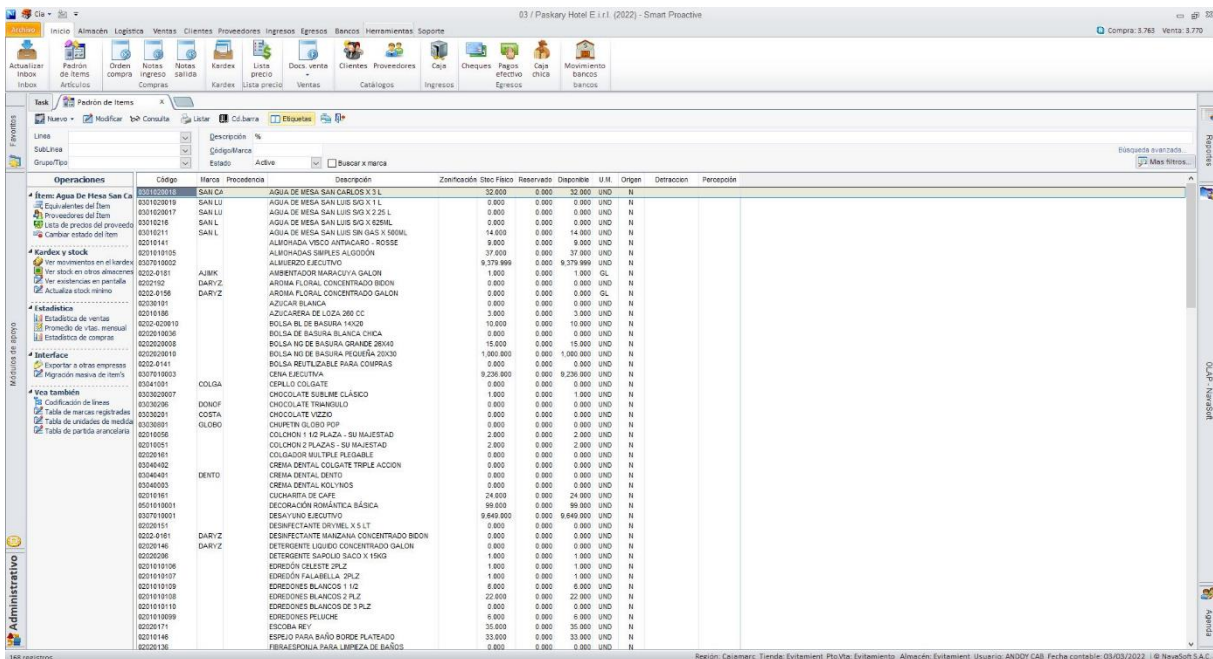 Cia
03 / Paskary Hotel E.i.r.l. (2022) - Smart Proactive
Archivo Inicio Almacén Logística Ventas Clientes Proveedores Ingresos Egresos Bancos Herramientas Soporte
Compra: 3.763 Venta: 3.770
Actualizar Inbox
Padrón de ítems
Orden compra
Notas ingreso
Notas salida
Kardex
Lista precio
Docs. venta
Clientes
Proveedores
Caja
Cheques
Pagos efectivo
Caja chica
Movimiento bancos
Inbox Artículos Compras Kardex Lista precio Ventas Catálogos Ingresos Egresos bancos
Task Padrón de Items x
Nuevo Modificar Consulta Listar Cd.barra Etiquetas
Línea
Descripción %
SubLinea
Código/Marca
Búsqueda avanzada...
Grupo/Tipo
Estado Active Buscar x marca
Mas filtros...
Favoritos
Módulos de apoyo
Administrativo
Reportes
OLAP - NavaSoft
Agenda
Operaciones
Ítem: Agua De Mesa San Ca
Equivalentes del Ítem
Proveedores del Ítem
Lista de precios del proveedo
Cambiar estado del ítem
Kardex y stock
Ver movimientos en el kardex
Ver stock en otros almacenes
Ver existencias en pantalla
Actualiza stock mínimo
Estadística
Estadística de ventas
Promedio de vtas. mensual
Estadística de compras
Interface
Exportar a otras empresas
Migración masiva de item's
Vea también
Codificación de líneas
Tabla de marcas registradas
Tabla de unidades de medida
Tabla de partida arancelaria
Código Marca Procedencia Descripción Zonificación Stoc Físico Reservado Disponible U.M. Origen Detraccion Percepción
0301020018 SAN CA AGUA DE MESA SAN CARLOS X 3 L 32.000 0.000 32.000 UND N
0301020019 SAN LU AGUA DE MESA SAN LUIS S/G X 1 L 0.000 0.000 0.000 UND N
0301020017 SAN LU AGUA DE MESA SAN LUIS S/G X 2.25 L 0.000 0.000 0.000 UND N
03010216 SAN L AGUA DE MESA SAN LUIS S/G X 625ML 0.000 0.000 0.000 UND N
03010211 SAN L AGUA DE MESA SAN LUIS SIN GAS X 500ML 14.000 0.000 14.000 UND N
02010141 ALMOHADA VISCO ANTIACARO - ROSSE 9.000 0.000 9.000 UND N
0201010105 ALMOHADAS SIMPLES ALGODÓN 37.000 0.000 37.000 UND N
0307010002 ALMUERZO EJECUTIVO 9,379.999 0.000 9,379.999 UND N
0202-0181 AJMK AMBIENTADOR MARACUYA GALON 1.000 0.000 1.000 GL N
0202192 DARYZ AROMA FLORAL CONCENTRADO BIDON 0.000 0.000 0.000 UND N
0202-0156 DARYZ AROMA FLORAL CONCENTRADO GALON 0.000 0.000 0.000 GL N
02030101 AZUCAR BLANCA 0.000 0.000 0.000 UND N
02010186 AZUCARERA DE LOZA 260 CC 3.000 0.000 3.000 UND N
0202-020010 BOLSA BL DE BASURA 14X20 10.000 0.000 10.000 UND N
0202010036 BOLSA DE BASURA BLANCA CHICA 0.000 0.000 0.000 UND N
0202020008 BOLSA NG DE BASURA GRANDE 26X40 15.000 0.000 15.000 UND N
0202020010 BOLSA NG DE BASURA PEQUEÑA 20X30 1,000.000 0.000 1,000.000 UND N
0202-0141 BOLSA REUTILIZABLE PARA COMPRAS 0.000 0.000 0.000 UND N
0307010003 CENA EJECUTIVA 9,236.000 0.000 9,236.000 UND N
03041001 COLGA CEPILLO COLGATE 0.000 0.000 0.000 UND N
0303020007 CHOCOLATE SUBLIME CLÁSICO 1.000 0.000 1.000 UND N
03030206 DONOF CHOCOLATE TRIANGULO 0.000 0.000 0.000 UND N
03030201 COSTA CHOCOLATE VIZZIO 0.000 0.000 0.000 UND N
03030801 GLOBO CHUPETIN GLOBO POP 0.000 0.000 0.000 UND N
02010056 COLCHON 1 1/2 PLAZA - SU MAJESTAD 2.000 0.000 2.000 UND N
02010051 COLCHON 2 PLAZAS - SU MAJESTAD 2.000 0.000 2.000 UND N
02020161 COLGADOR MULTIPLE PLEGABLE 0.000 0.000 0.000 UND N
03040402 CREMA DENTAL COLGATE TRIPLE ACCION 0.000 0.000 0.000 UND N
03040401 DENTO CREMA DENTAL DENTO 0.000 0.000 0.000 UND N
03040003 CREMA DENTAL KOLYNOS 0.000 0.000 0.000 UND N
02010161 CUCHARITA DE CAFE 24.000 0.000 24.000 UND N
0501010001 DECORACIÓN ROMÁNTICA BÁSICA 99.000 0.000 99.000 UND N
0307010001 DESAYUNO EJECUTIVO 9,649.000 0.000 9,649.000 UND N
02020151 DESINFECTANTE DRYMEL X 5 LT 0.000 0.000 0.000 UND N
0202-0161 DARYZ DESINFECTANTE MANZANA CONCENTRADO BIDON 0.000 0.000 0.000 UND N
02020146 DARYZ DETERGENTE LIQUIDO CONCENTRADO GALON 0.000 0.000 0.000 UND N
02020206 DETERGENTE SAPOLIO SACO X 15KG 1.000 0.000 1.000 UND N
0201010106 EDREDÓN CELESTE 2PLZ 1.000 0.000 1.000 UND N
0201010107 EDREDÓN FALABELLA 2PLZ 1.000 0.000 1.000 UND N
0201010109 EDREDONES BLANCOS 1 1/2 6.000 0.000 6.000 UND N
0201010108 EDREDONES BLANCOS 2 PLZ 22.000 0.000 22.000 UND N
0201010110 EDREDONES BLANCOS DE 3 PLZ 0.000 0.000 0.000 UND N
0201010099 EDREDONES PELUCHE 6.000 0.000 6.000 UND N
02020171 ESCOBA REY 35.000 0.000 35.000 UND N
02010146 ESPEJO PARA BAÑO BORDE PLATEADO 33.000 0.000 33.000 UND N
02020136 FIBRAESPONJA PARA LIMPEZA DE BAÑOS 0.000 0.000 0.000 UND N
168 registros
Región: Cajamarc Tienda: Evitamient Pto.Vta: Evitamiento Almacén: Evitamient Usuario: ANDDY CAB Fecha contable: 03/03/2022 © NavaSoft S.A.C.